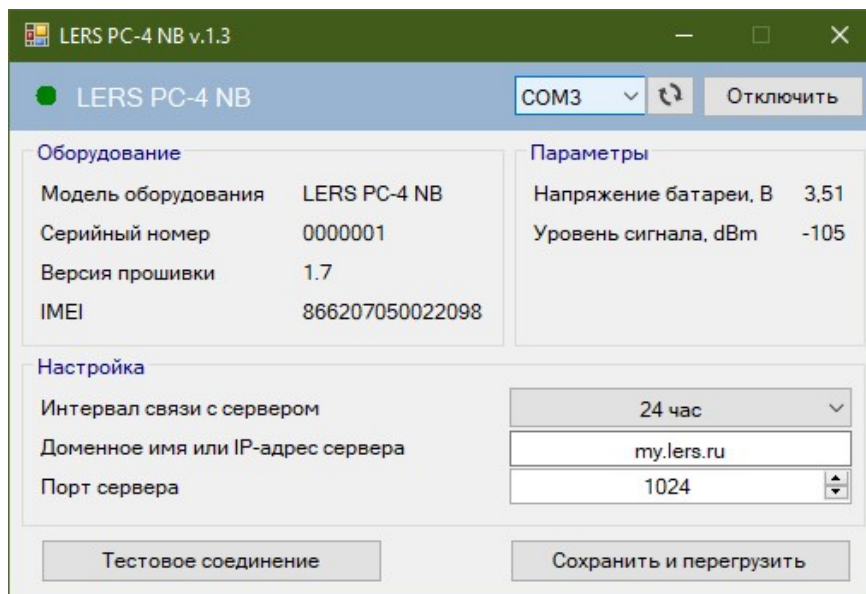 LERS PC-4 NB v.1.3
LERS PC-4 NB COM3 Отключить
Оборудование
Модель оборудования LERS PC-4 NB
Серийный номер 0000001
Версия прошивки 1.7
IMEI 866207050022098
Параметры
Напряжение батареи, В 3,51
Уровень сигнала, dBm -105
Настройка
Интервал связи с сервером 24 час
Доменное имя или IP-адрес сервера my.lers.ru
Порт сервера 1024
Тестовое соединение Сохранить и перегрузить